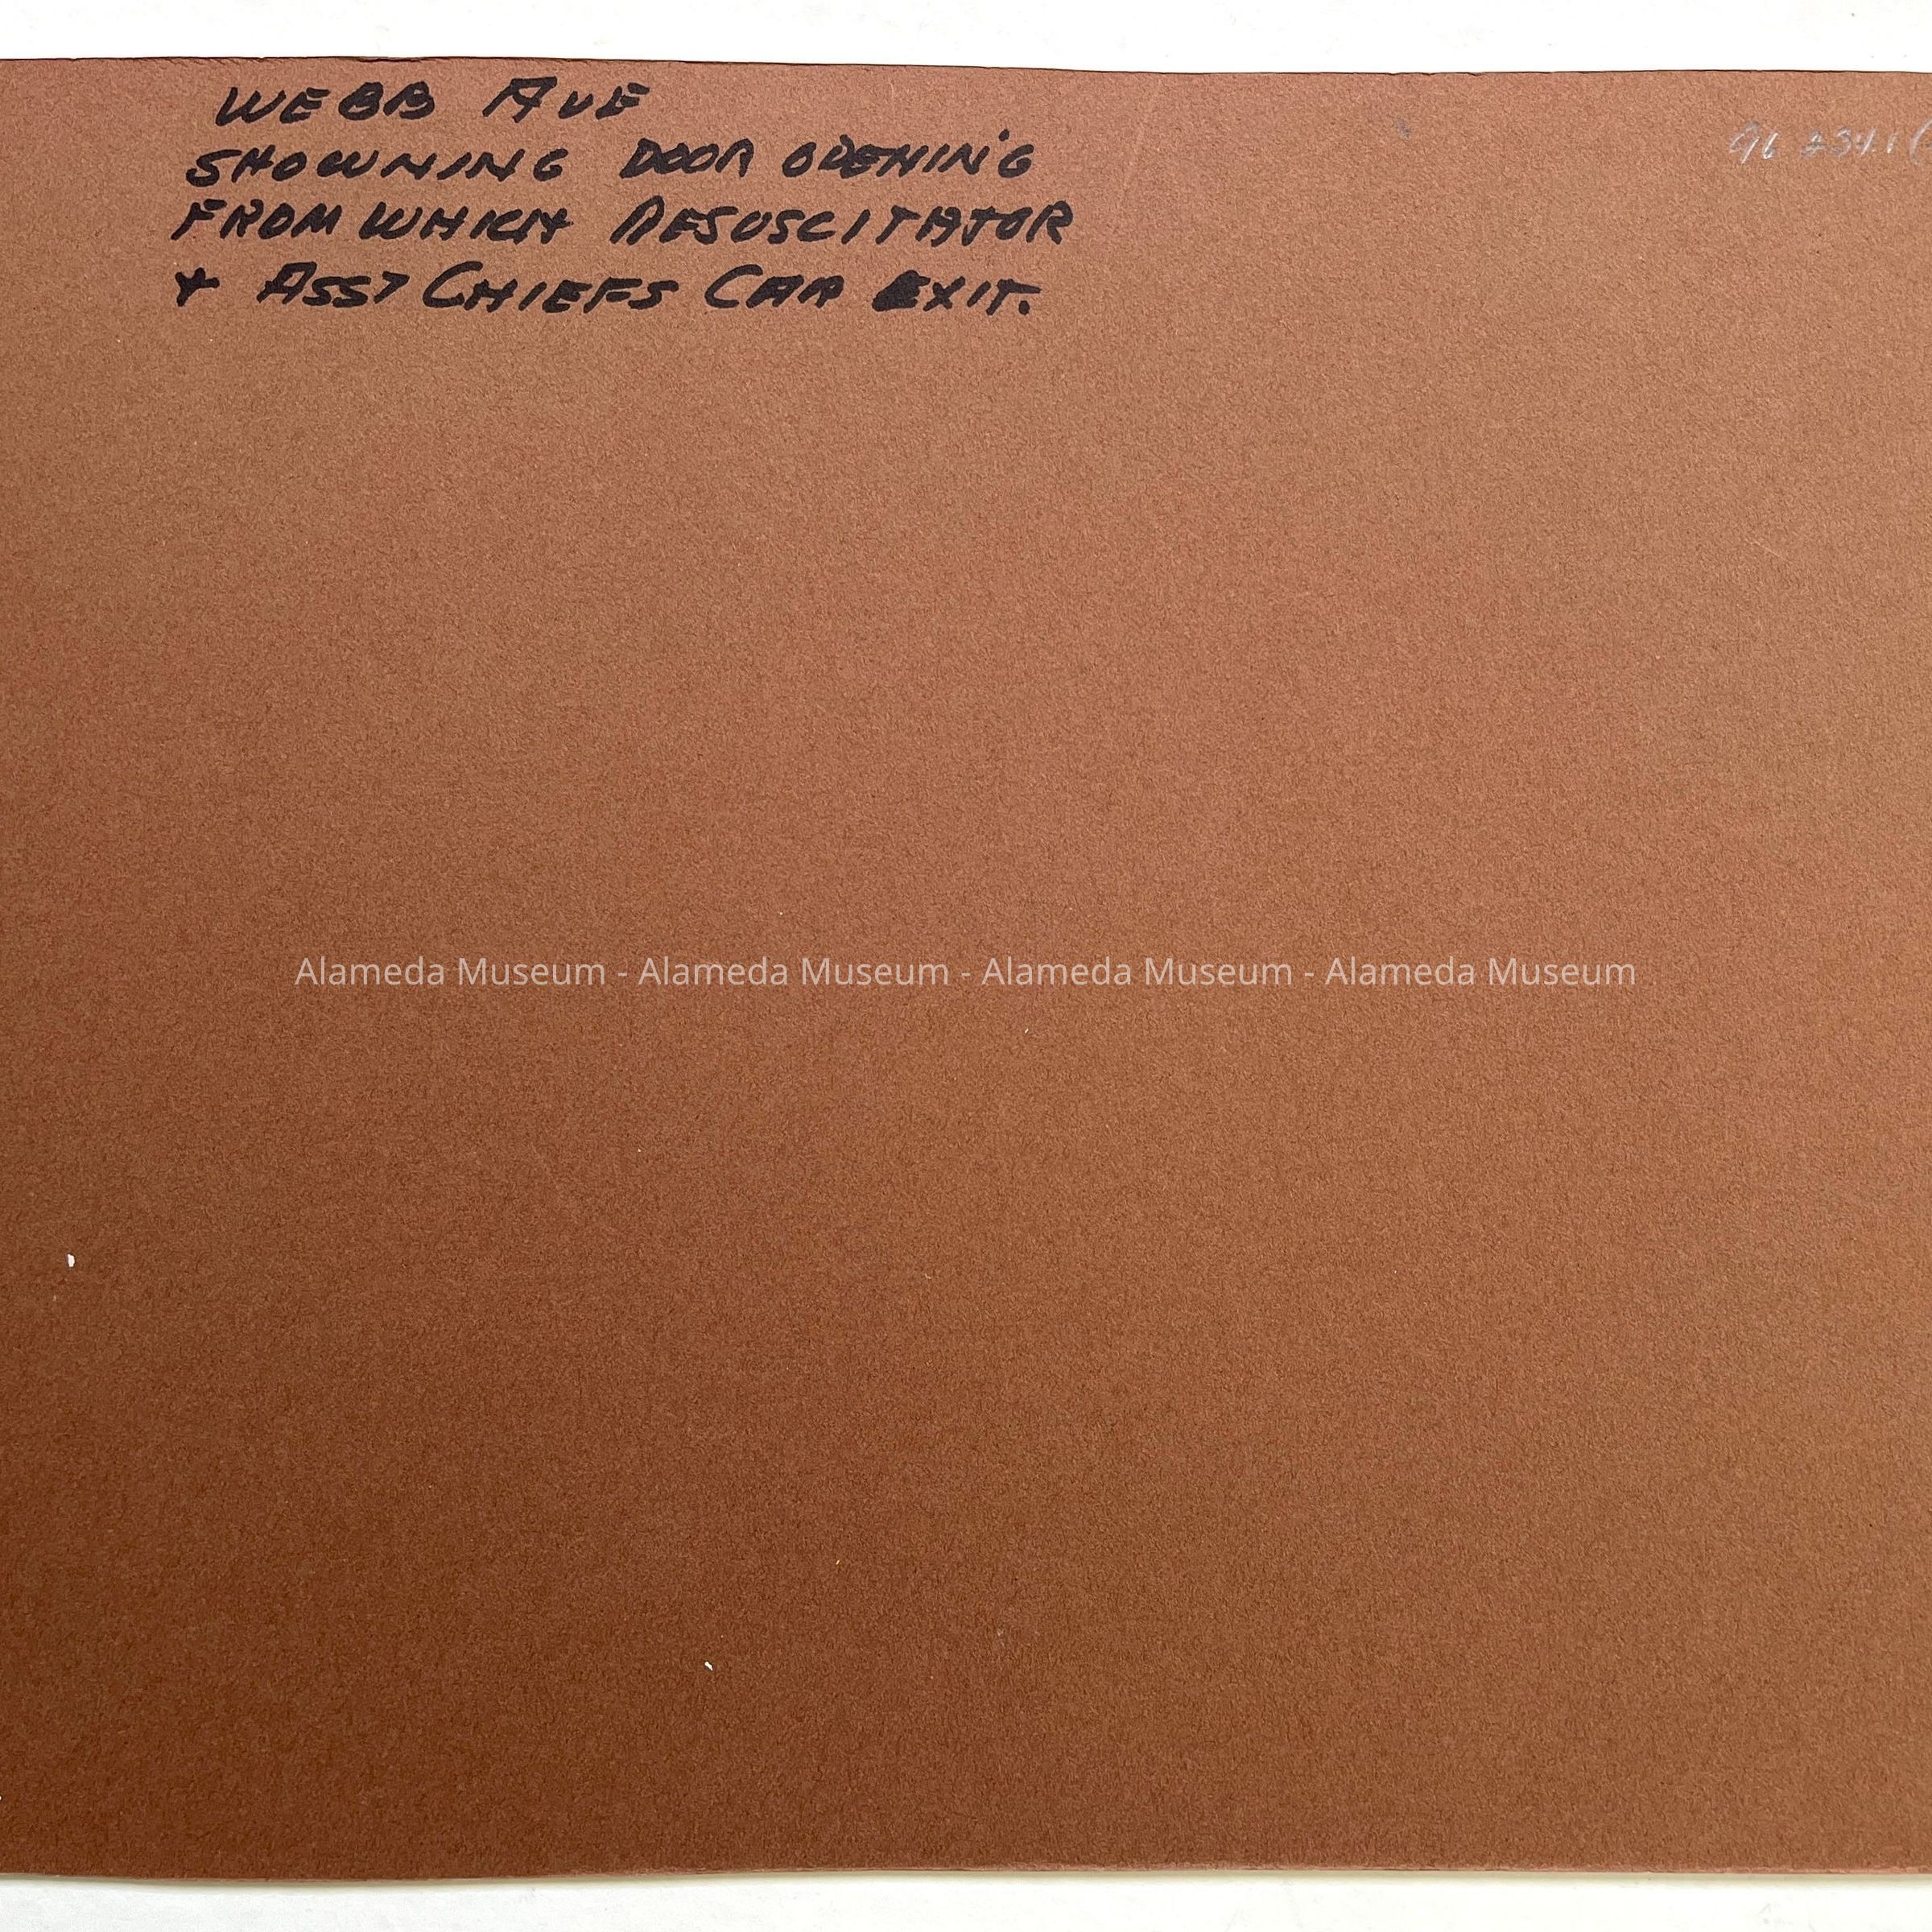 WEBB AVE
SHOWNING DOOR OPENING
FROM WHICH RESUSCITATOR
+ ASST CHIEFS CAR EXIT.
Alameda Museum - Alameda Museum - Alameda Museum - Alameda Museum